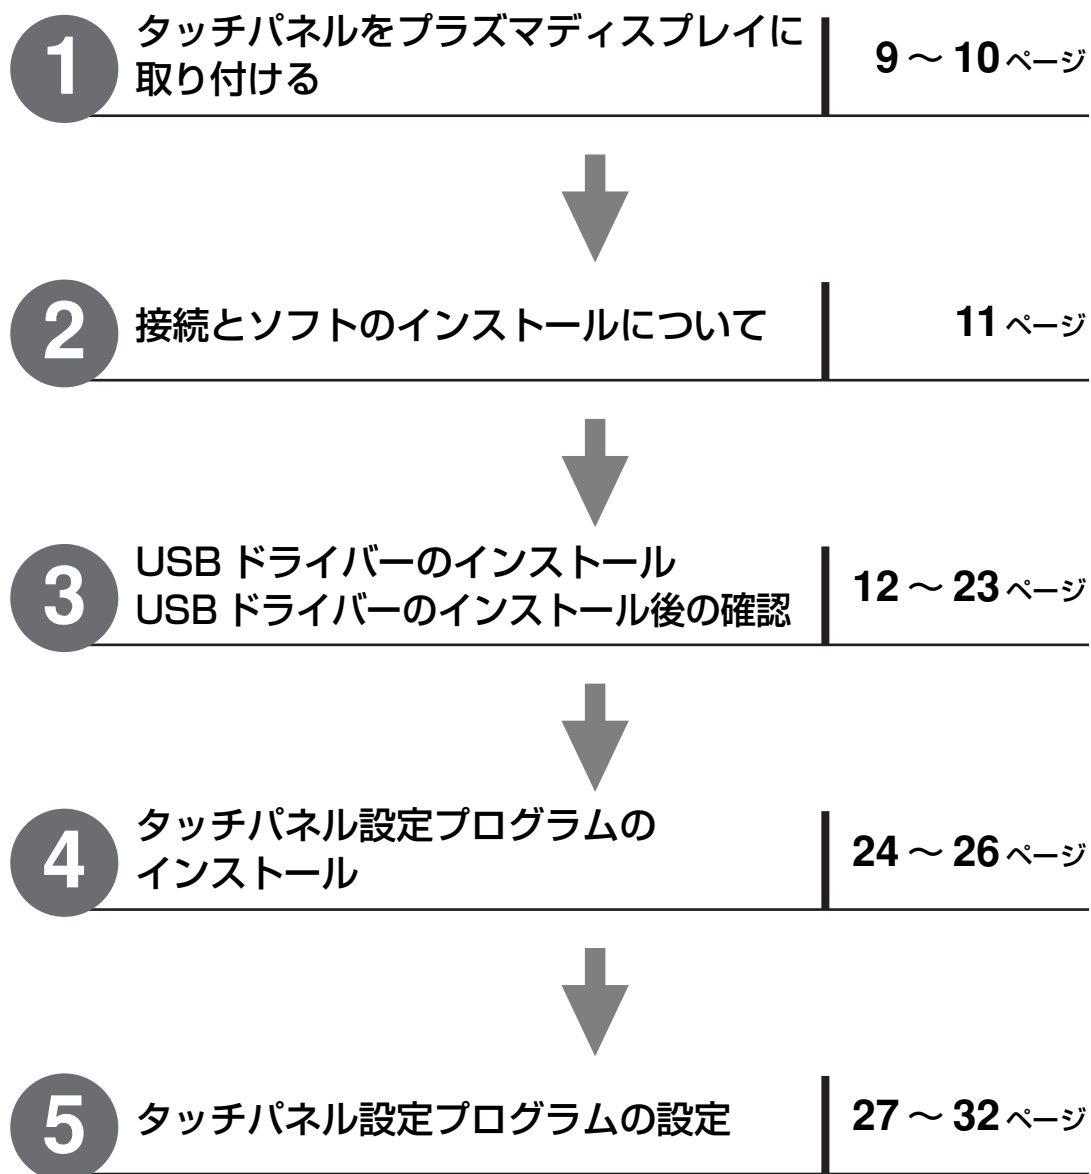 1
タッチパネルをプラズマディスプレイに
取り付ける
9 ～ 10 ページ
2
接続とソフトのインストールについて
11 ページ
3
USB ドライバーのインストール
USB ドライバーのインストール後の確認
12 ～ 23 ページ
4
タッチパネル設定プログラムの
インストール
24 ～ 26 ページ
5
タッチパネル設定プログラムの設定
27 ～ 32 ページ